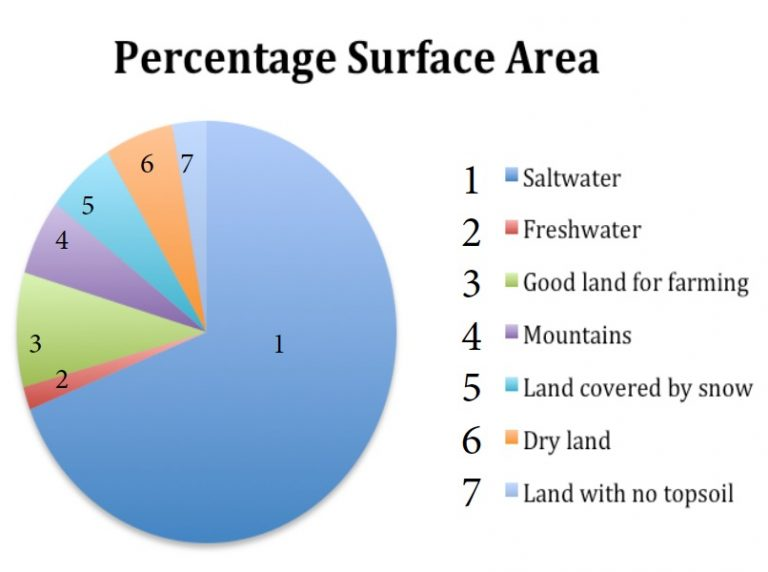 Percentage Surface Area
6
7
5
4
3
2
1
1 Saltwater
2 Freshwater
3 Good land for farming
4 Mountains
5 Land covered by snow
6 Dry land
7 Land with no topsoil